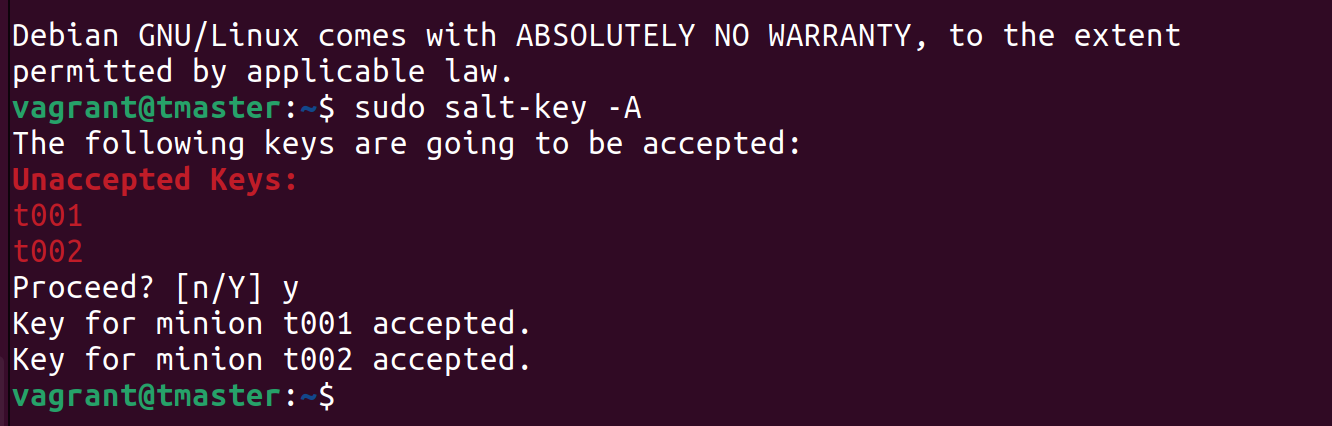 Debian GNU/Linux comes with ABSOLUTELY NO WARRANTY, to the extent
permitted by applicable law.
vagrant@tmaster:~$ sudo salt-key -A
The following keys are going to be accepted:
Unaccepted Keys:
t001
t002
Proceed? [n/Y] y
Key for minion t001 accepted.
Key for minion t002 accepted.
vagrant@tmaster:~$